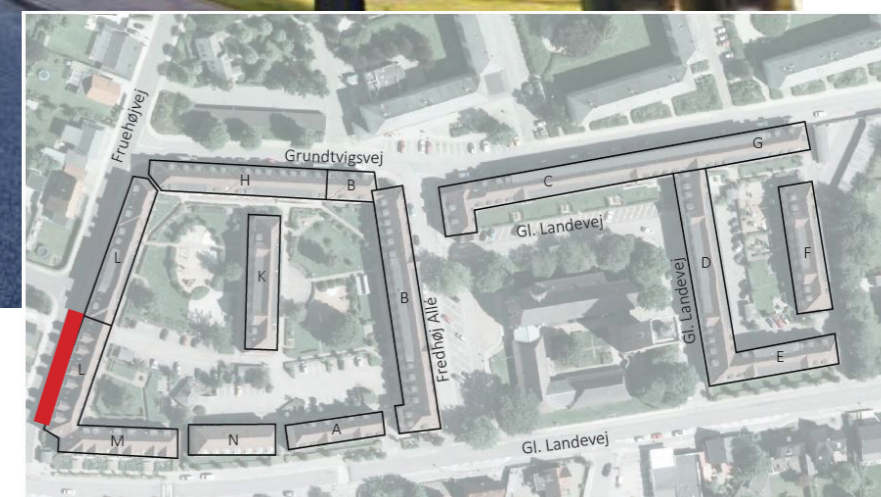 Fruehøjvej
Grundtvigsvej
G
H
B
C
L
Gl. Landevej
K
D
F
B
Gl. Landevej
Fredhøj Allé
L
E
A
M
N
Gl. Landevej